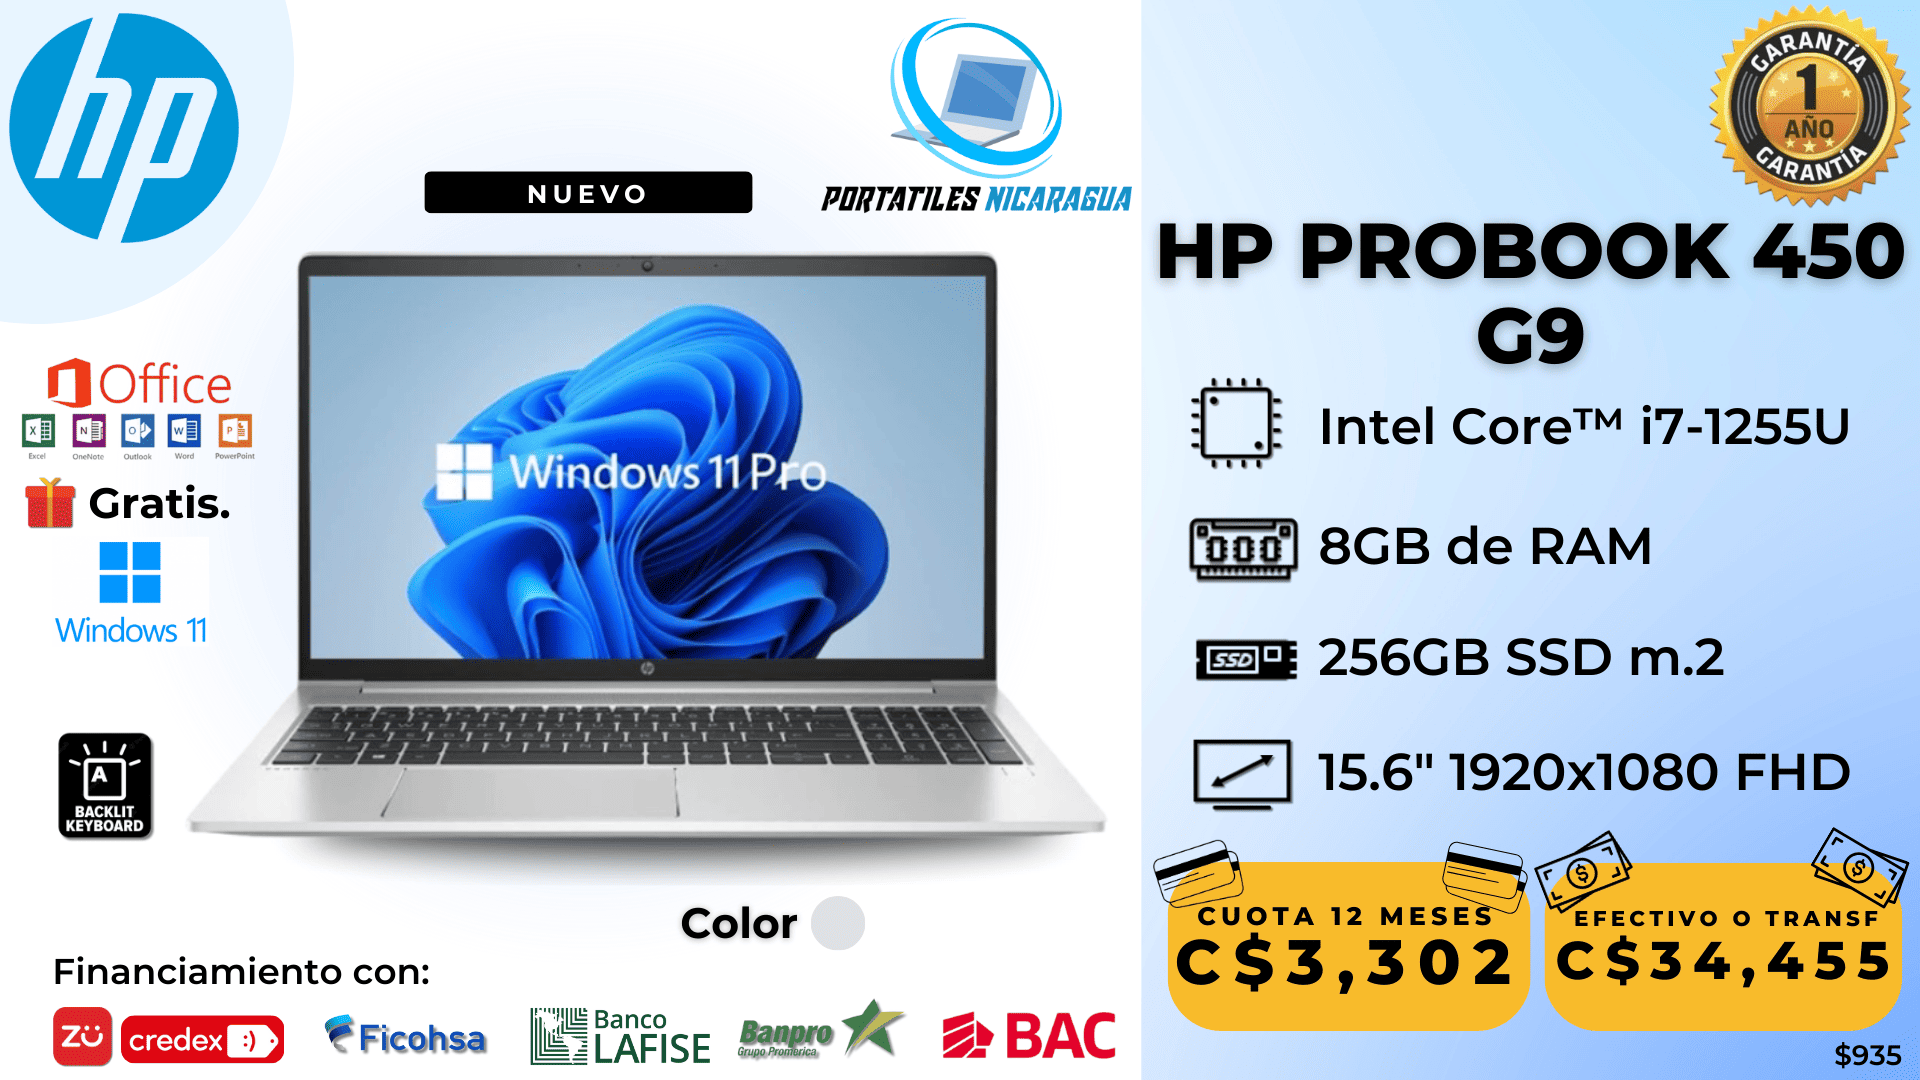 hp
NUEVO
PORTATILES NICARAGUA
GARANTÍA
1
AÑO
GARANTÍA
HP PROBOOK 450
G9
Office
Excel OneNote Outlook Word PowerPoint
Gratis.
Windows 11
Windows 11 Pro
hp
A
BACKLIT
KEYBOARD
Color
Intel Core™ i7-1255U
8GB de RAM
SSD
256GB SSD m.2
15.6" 1920x1080 FHD
CUOTA 12 MESES
C$3,302
EFECTIVO O TRANSF
C$34,455
$935
Financiamiento con:
zü
credex
Ficohsa
Banco
LAFISE
Banpro
Grupo Promerica
BAC